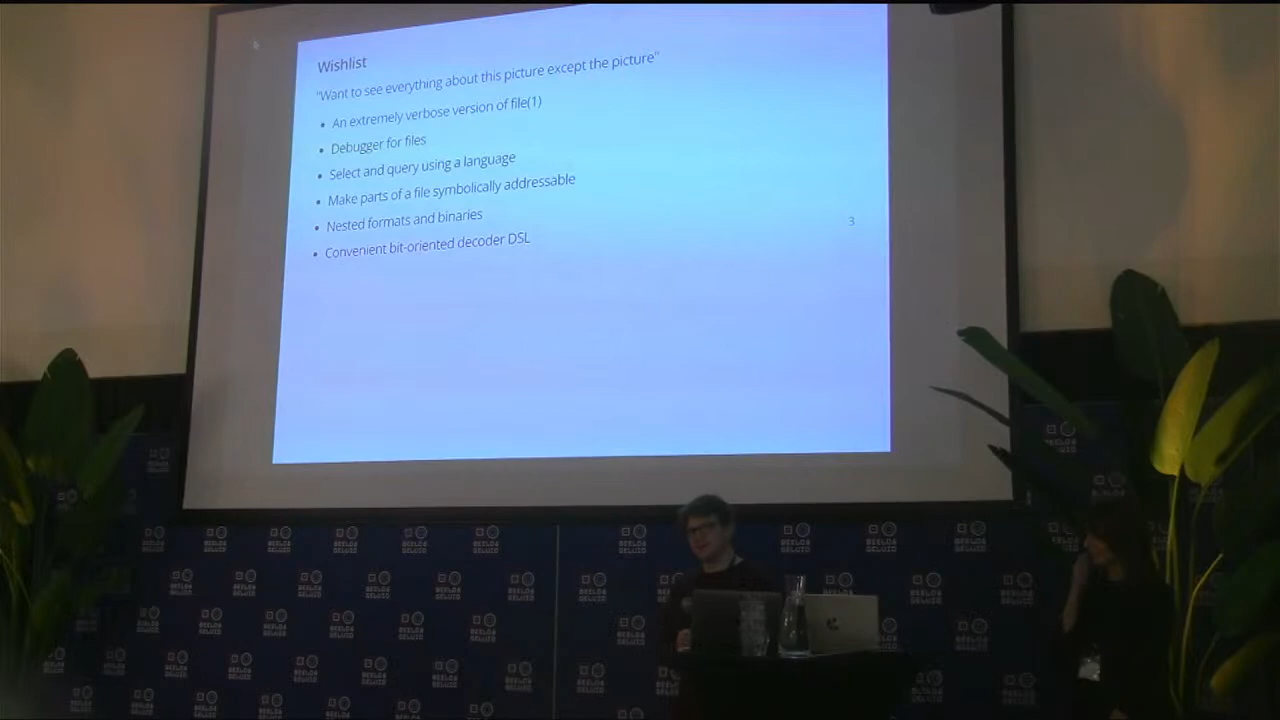 Wishlist
"Want to see everything about this picture except the picture"
• An extremely verbose version of file(1)
• Debugger for files
• Select and query using a language
• Make parts of a file symbolically addressable
• Nested formats and binaries
• Convenient bit-oriented decoder DSL
3
BEELD&
GELUID